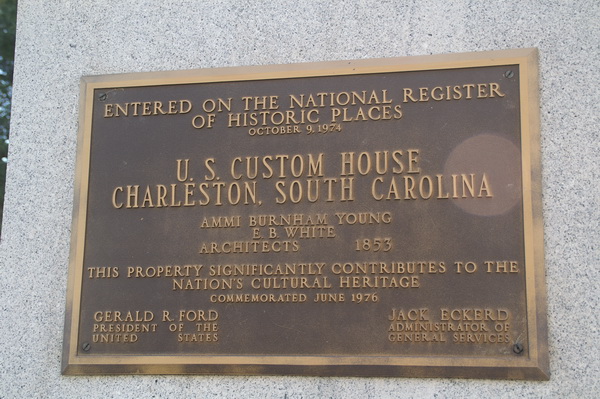 ENTERED ON THE NATIONAL REGISTER
OF HISTORIC PLACES
OCTOBER 9, 1974
U. S. CUSTOM HOUSE
CHARLESTON, SOUTH CAROLINA
AMMI BURNHAM YOUNG
E. B. WHITE
ARCHITECTS 1853
THIS PROPERTY SIGNIFICANTLY CONTRIBUTES TO THE
NATION'S CULTURAL HERITAGE
COMMEMORATED JUNE 1976
GERALD R. FORD
PRESIDENT OF THE
UNITED STATES
JACK ECKERD
ADMINISTRATOR OF
GENERAL SERVICES